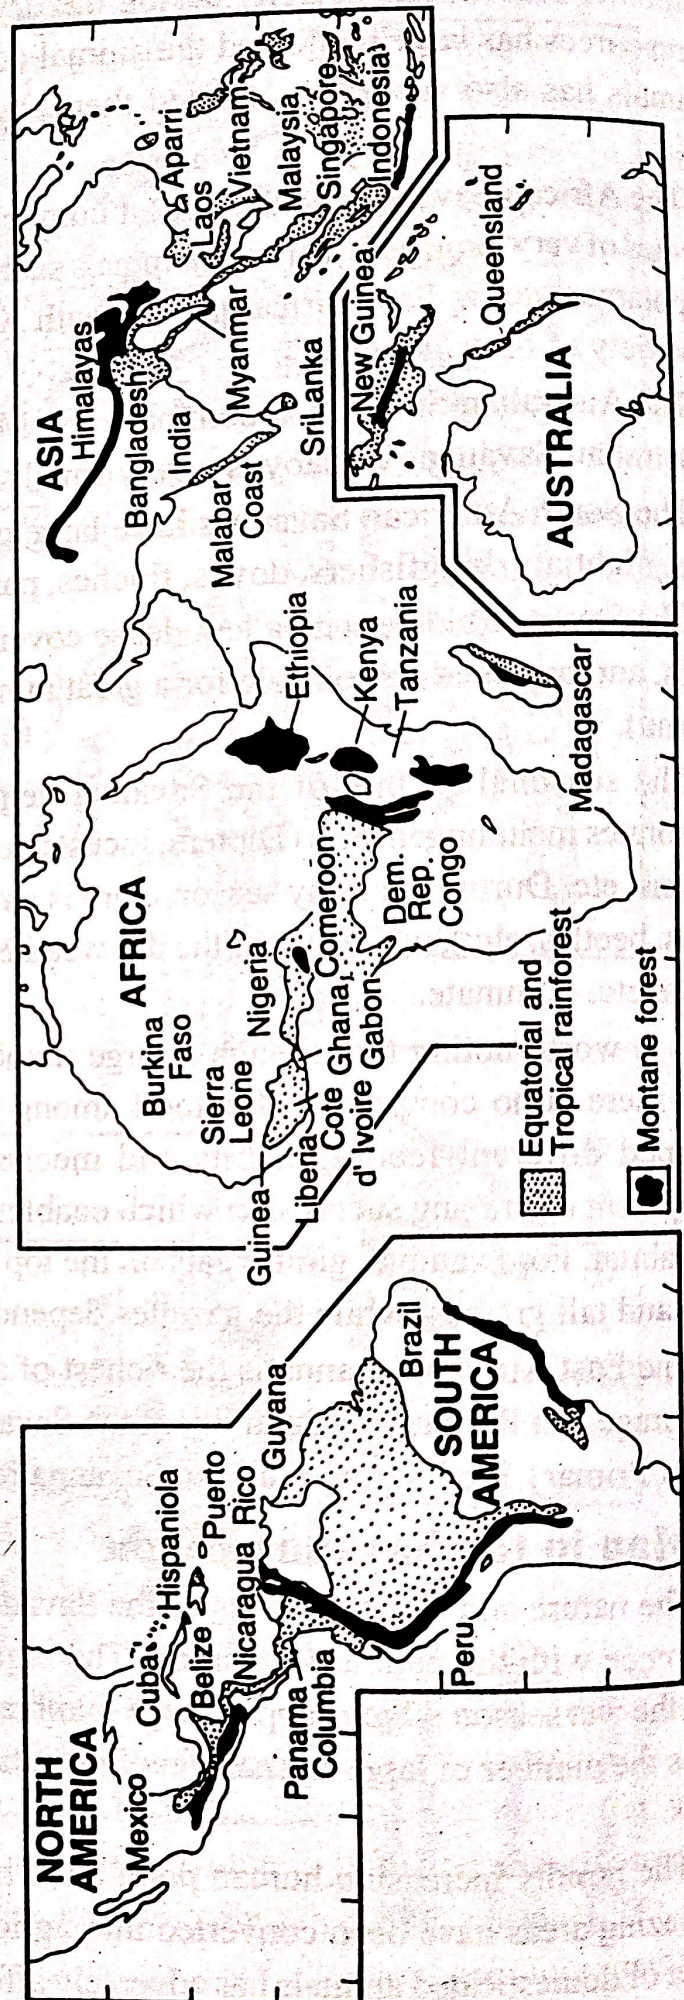 NORTH
AMERICA
Mexico
Cuba
Hispaniola
Belize
Puerto
Rico
Nicaragua
Panama
Columbia
Guyana
Peru
Brazil
SOUTH
AMERICA
AFRICA
Burkina
Faso
Sierra
Leone
Nigeria
Guinea
Liberia
Cote
d' Ivoire
Ghana
Gabon
Comeroon
Dem.
Rep.
Congo
Ethiopia
Kenya
Tanzania
Madagascar
Equatorial and
Tropical rainforest
Montane forest
ASIA
Himalayas
Bangladesh
India
Malabar
Coast
Myanmar
SriLanka
Aparri
Laos
Vietnam
Malaysia
Singapore
Indonesia
New Guinea
Queensland
AUSTRALIA